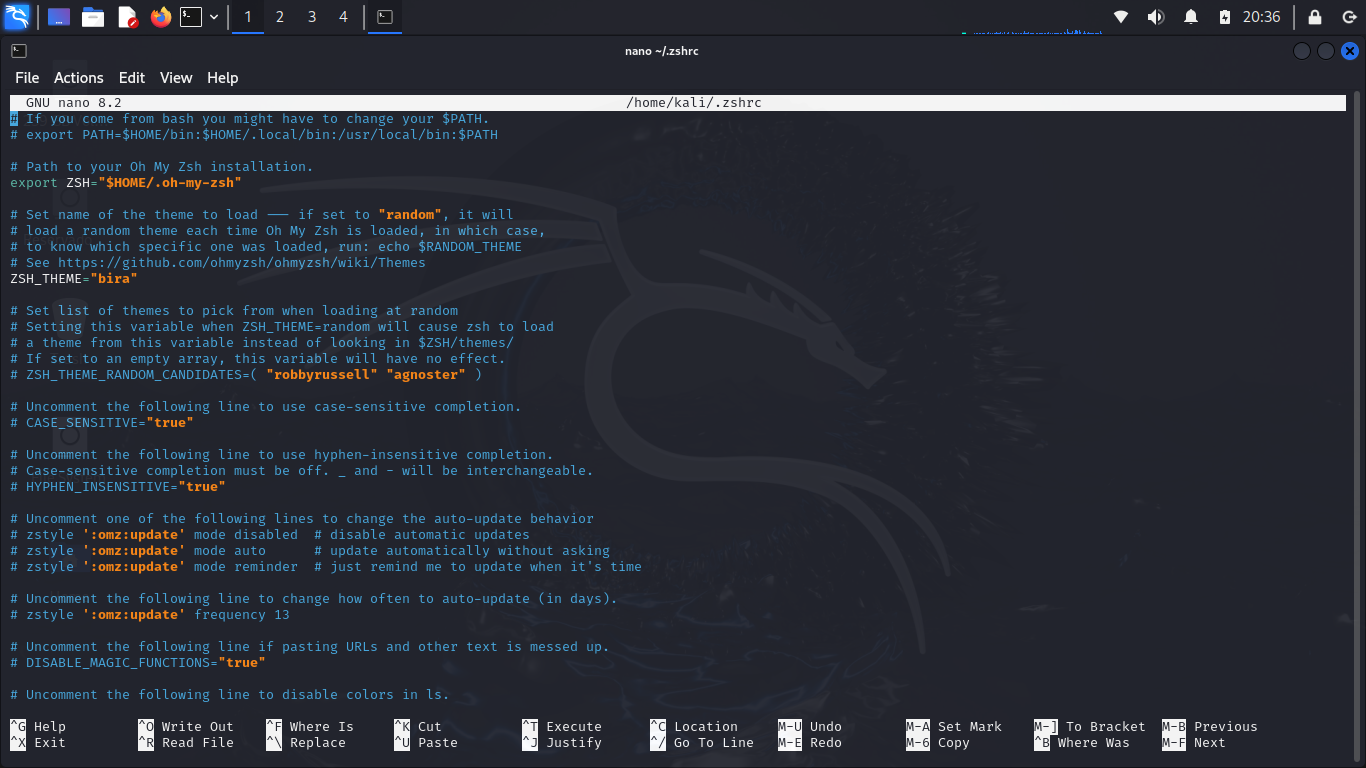 1 2 3 4 20:36
nano ~/.zshrc
File Actions Edit View Help
GNU nano 8.2 /home/kali/.zshrc
# If you come from bash you might have to change your $PATH.
# export PATH=$HOME/bin:$HOME/.local/bin:/usr/local/bin:$PATH
# Path to your Oh My Zsh installation.
export ZSH="$HOME/.oh-my-zsh"
# Set name of the theme to load --- if set to "random", it will
# load a random theme each time Oh My Zsh is loaded, in which case,
# to know which specific one was loaded, run: echo $RANDOM_THEME
# See https://github.com/ohmyzsh/ohmyzsh/wiki/Themes
ZSH_THEME="bira"
# Set list of themes to pick from when loading at random
# Setting this variable when ZSH_THEME=random will cause zsh to load
# a theme from this variable instead of looking in $ZSH/themes/
# If set to an empty array, this variable will have no effect.
# ZSH_THEME_RANDOM_CANDIDATES=( "robbyrussell" "agnoster" )
# Uncomment the following line to use case-sensitive completion.
# CASE_SENSITIVE="true"
# Uncomment the following line to use hyphen-insensitive completion.
# Case-sensitive completion must be off. _ and - will be interchangeable.
# HYPHEN_INSENSITIVE="true"
# Uncomment one of the following lines to change the auto-update behavior
# zstyle ':omz:update' mode disabled  # disable automatic updates
# zstyle ':omz:update' mode auto      # update automatically without asking
# zstyle ':omz:update' mode reminder  # just remind me to update when it's time
# Uncomment the following line to change how often to auto-update (in days).
# zstyle ':omz:update' frequency 13
# Uncomment the following line if pasting URLs and other text is messed up.
# DISABLE_MAGIC_FUNCTIONS="true"
# Uncomment the following line to disable colors in ls.
^G Help ^O Write Out ^F Where Is ^K Cut ^T Execute ^C Location M-U Undo M-A Set Mark M-] To Bracket M-B Previous
^X Exit ^R Read File ^\ Replace ^U Paste ^J Justify ^/ Go To Line M-E Redo M-6 Copy ^B Where Was M-F Next